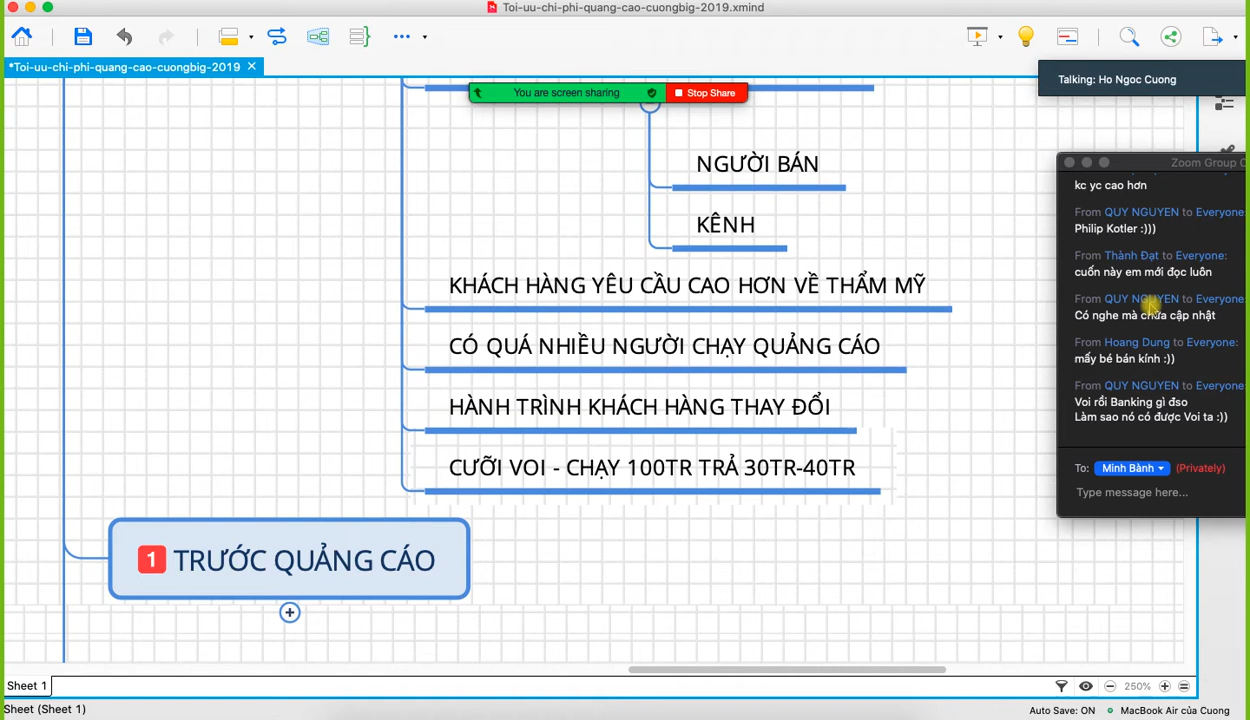 Toi-uu-chi-phi-quang-cao-cuongbig-2019.xmind
*Toi-uu-chi-phi-quang-cao-cuongbig-2019
You are screen sharing
Stop Share
Talking: Ho Ngoc Cuong
NGƯỜI BÁN
KÊNH
KHÁCH HÀNG YÊU CẦU CAO HƠN VỀ THẨM MỸ
CÓ QUÁ NHIỀU NGƯỜI CHẠY QUẢNG CÁO
HÀNH TRÌNH KHÁCH HÀNG THAY ĐỔI
CƯỠI VOI - CHẠY 100TR TRẢ 30TR-40TR
1 TRƯỚC QUẢNG CÁO
Zoom Group C
kc yc cao hơn
From QUY NGUYEN to Everyone
Philip Kotler :)))
From Thành Đạt to Everyone:
cuốn này em mới đọc luôn
From QUY NGUYEN to Everyone
Có nghe mà chưa cập nhật
From Hoang Dung to Everyone:
mấy bé bán kính :))
From QUY NGUYEN to Everyone
Voi rồi Banking gì đso
Làm sao nó có được Voi ta :))
To: Minh Bành (Privately)
Type message here...
Sheet 1
250%
Sheet (Sheet 1)
Auto Save: ON
MacBook Air của Cuong